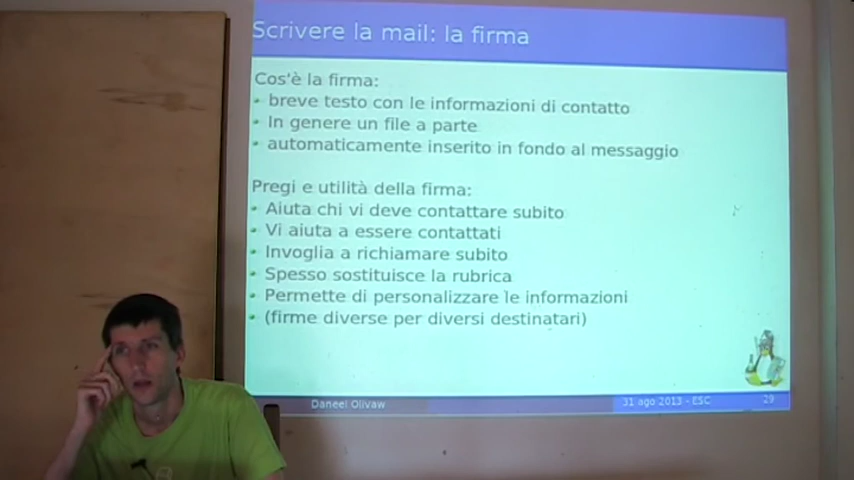 Scrivere la mail: la firma
Cos'è la firma:
breve testo con le informazioni di contatto
In genere un file a parte
automaticamente inserito in fondo al messaggio
Pregi e utilità della firma:
Aiuta chi vi deve contattare subito
Vi aiuta a essere contattati
Invoglia a richiamare subito
Spesso sostituisce la rubrica
Permette di personalizzare le informazioni
(firme diverse per diversi destinatari)
Daneel Olivaw
31 ago 2013 - ESC
29